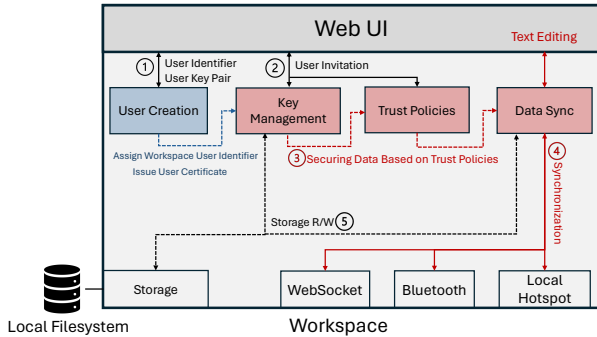 Web UI
Text Editing
1
User Identifier
User Key Pair
2
User Invitation
User Creation
Key
Management
Trust Policies
Data Sync
Assign Workspace User Identifier
Issue User Certificate
3 Securing Data Based on Trust Policies
4
Synchronization
Storage R/W 5
Storage
WebSocket
Bluetooth
Local
Hotspot
Local Filesystem
Workspace